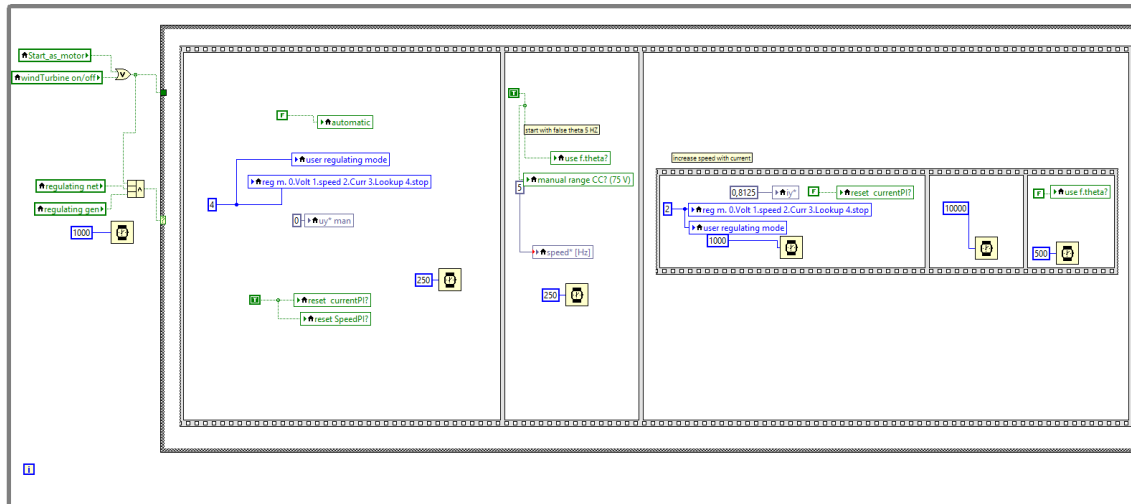 Start_as_motor
windTurbine on/off
regulating net
regulating gen
1000
i
F
automatic
user regulating mode
reg m. 0.Volt 1.speed 2.Curr 3.Lookup 4.stop
4
0
uy* man
250
T
reset currentPI?
reset SpeedPI?
T
start with false theta 5 HZ
use f.theta?
manual range CC? (75 V)
5
speed* [Hz]
250
increase speed with current
0,8125
iy*
F
reset currentPI?
2
reg m. 0.Volt 1.speed 2.Curr 3.Lookup 4.stop
user regulating mode
1000
10000
F
use f.theta?
500